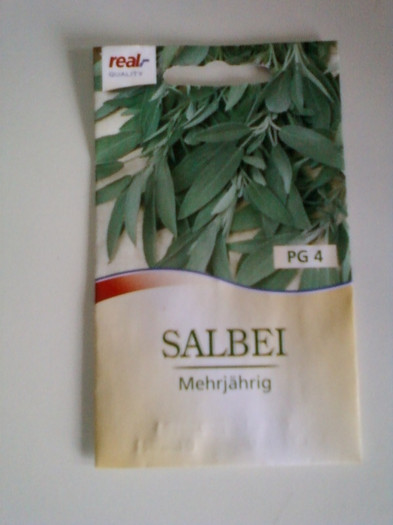 real,-
QUALITY
PG 4
SALBEI
Mehrjährig